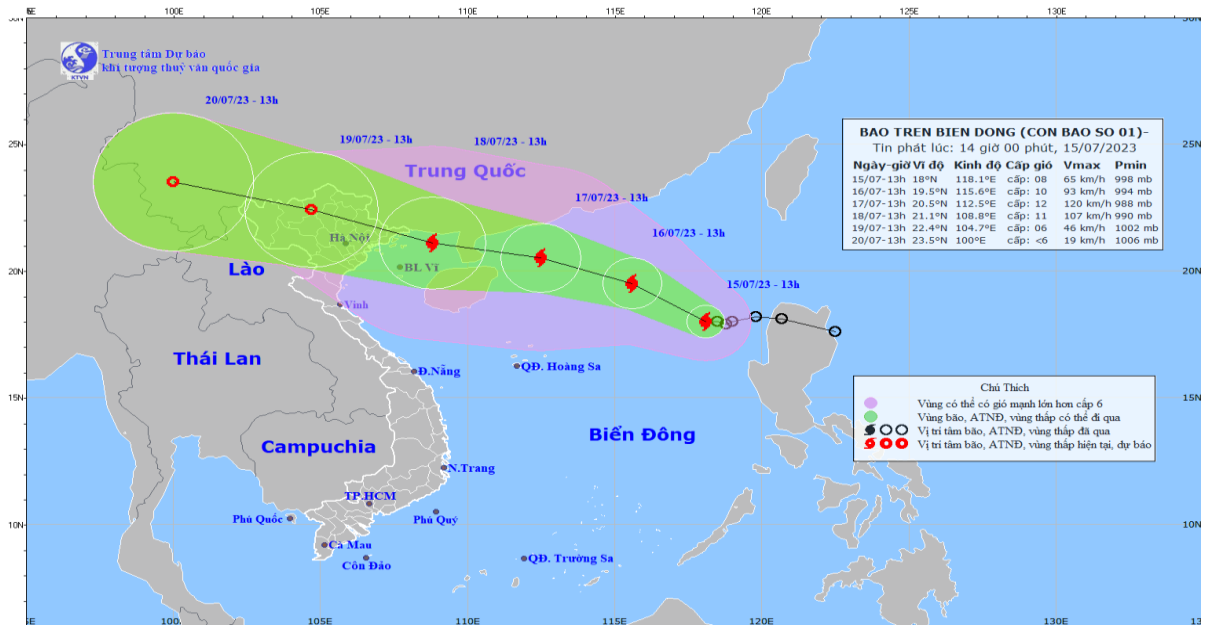 100E 105E 110E 115E 120E 125E 130E
Trung tâm Dự báo
khí tượng thuỷ văn quốc gia
KTVN
20/07/23 - 13h
19/07/23 - 13h
18/07/23 - 13h
17/07/23 - 13h
16/07/23 - 13h
15/07/23 - 13h
25N
20N
15N
10N
25N
20N
15N
10N
BAO TREN BIEN DONG (CON BAO SO 01)-
Tin phát lúc: 14 giờ 00 phút, 15/07/2023
Ngày-giờ Vĩ độ Kinh độ Cấp gió Vmax Pmin
15/07-13h 18°N 118.1°E cấp: 08 65 km/h 998 mb
16/07-13h 19.5°N 115.6°E cấp: 10 93 km/h 994 mb
17/07-13h 20.5°N 112.5°E cấp: 12 120 km/h 988 mb
18/07-13h 21.1°N 108.8°E cấp: 11 107 km/h 990 mb
19/07-13h 22.4°N 104.7°E cấp: 06 46 km/h 1002 mb
20/07-13h 23.5°N 100°E cấp: <6 19 km/h 1006 mb
Trung Quốc
Hà Nội
BL Vĩ
Lào
Vinh
Thái Lan
Đ.Nẵng
QĐ. Hoàng Sa
Biển Đông
Campuchia
N.Trang
TP.HCM
Phú Quốc
Phú Quý
Cà Mau
Côn Đảo
QĐ. Trường Sa
Chú Thích
Vùng có thể có gió mạnh lớn hơn cấp 6
Vùng bão, ATNĐ, vùng thấp có thể đi qua
Vị trí tâm bão, ATNĐ, vùng thấp đã qua
Vị trí tâm bão, ATNĐ, vùng thấp hiện tại, dự báo
100E 105E 110E 115E 120E 125E